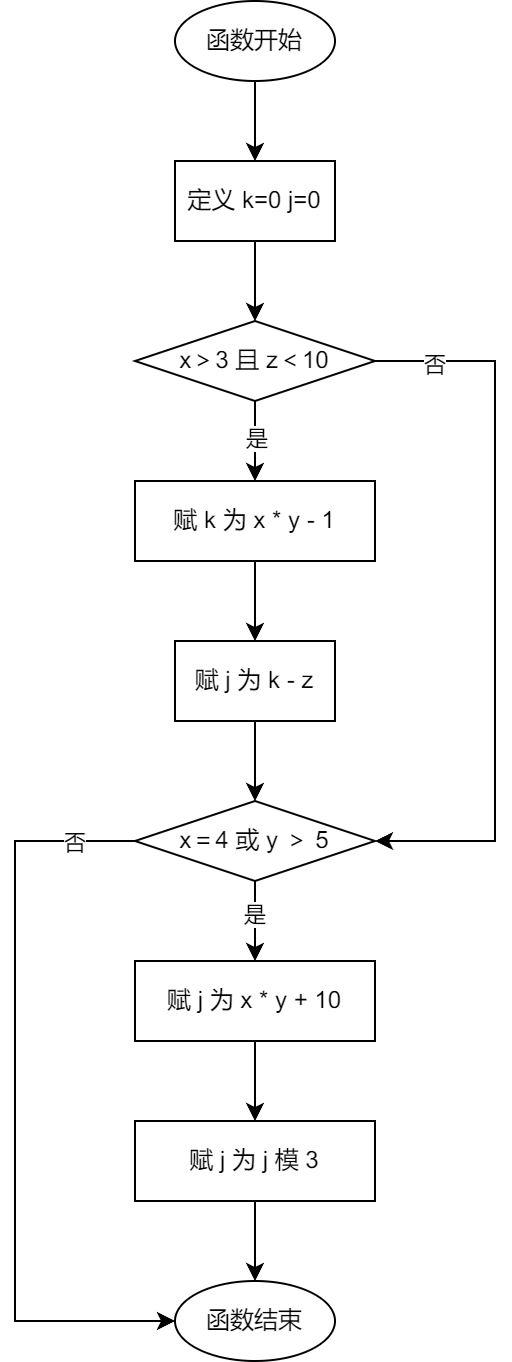 函数开始
定义 k=0 j=0
x > 3 且 z < 10
否
是
赋 k 为 x * y - 1
赋 j 为 k - z
x = 4 或 y ＞ 5
否
是
赋 j 为 x * y + 10
赋 j 为 j 模 3
函数结束